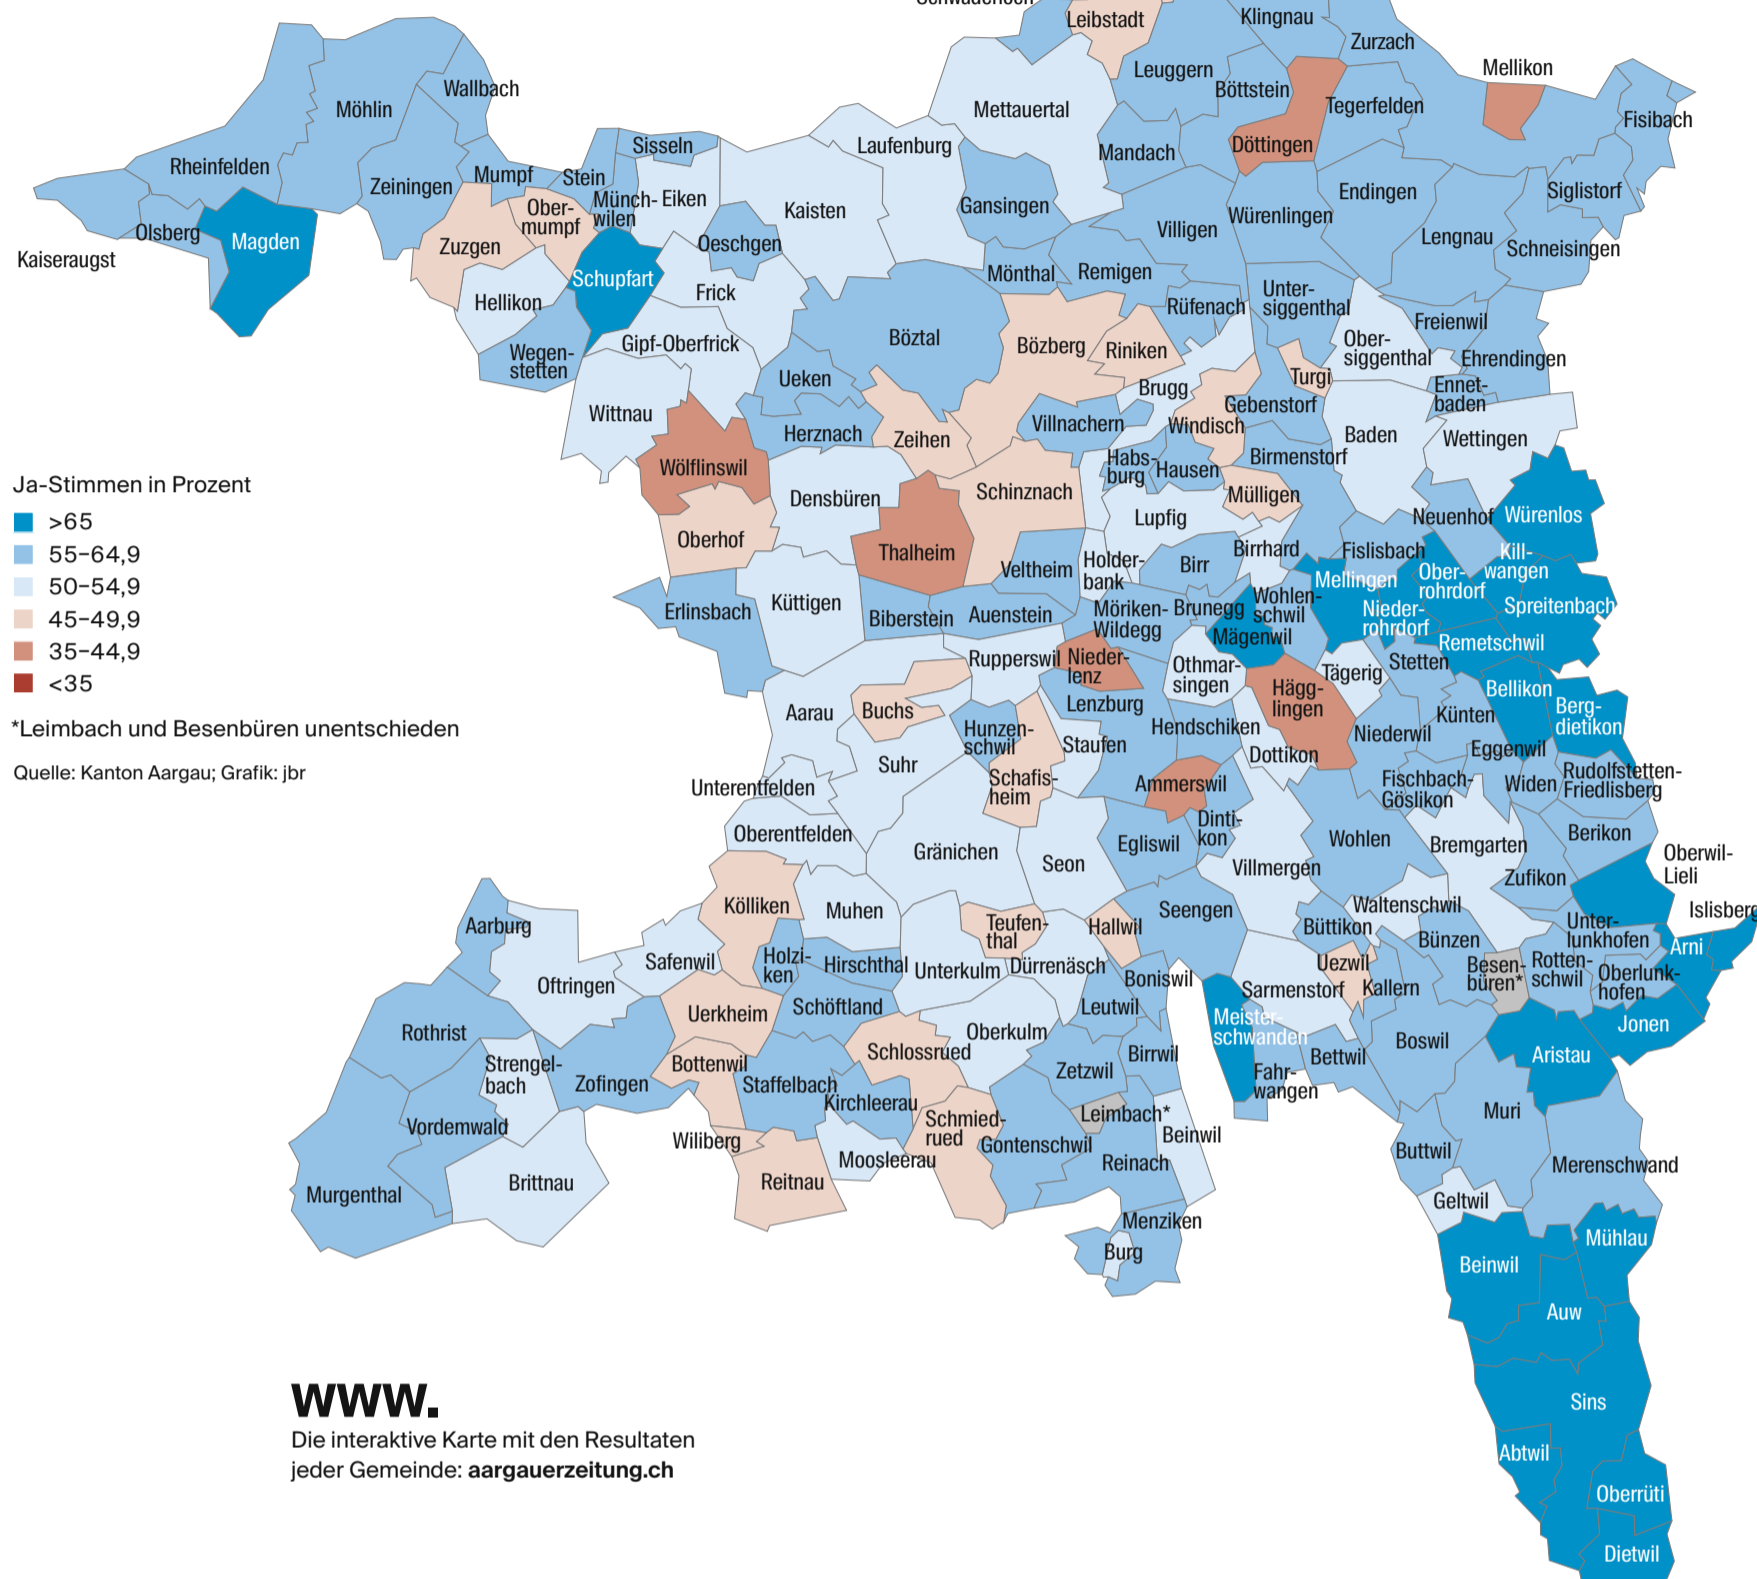 Schwaderloch
Leibstadt
Klingnau
Zurzach
Mellikon
Leuggern
Böttstein
Tegerfelden
Fisibach
Wallbach
Möhlin
Mettauertal
Laufenburg
Döttingen
Mandach
Sisseln
Rheinfelden
Zeiningen
Mumpf
Stein
Münch-
wilen
Eiken
Kaisten
Gansingen
Endingen
Siglistorf
Ober-
mumpf
Olsberg
Magden
Zuzgen
Kaiseraugst
Oeschgen
Villigen
Würenlingen
Lengnau
Schneisingen
Schupfart
Frick
Mönthal
Remigen
Hellikon
Rüfenach
Unter-
siggenthal
Freienwil
Gipf-Oberfrick
Böztal
Bözberg
Riniken
Ober-
siggenthal
Ehrendingen
Wegen-
stetten
Ueken
Brugg
Turgi
Ennet-
baden
Wittnau
Herznach
Zeihen
Villnachern
Windisch
Gebenstorf
Baden
Wettingen
Wölflinswil
Habs-
burg
Hausen
Birmenstorf
Ja-Stimmen in Prozent
>65
55–64,9
50–54,9
45–49,9
35–44,9
<35
*Leimbach und Besenbüren unentschieden
Quelle: Kanton Aargau; Grafik: jbr
Densbüren
Schinznach
Mülligen
Lupfig
Neuenhof
Würenlos
Oberhof
Thalheim
Veltheim
Holder-
bank
Birr
Birrhard
Fislisbach
Kill-
wangen
Mellingen
Ober-
rohrdorf
Spreitenbach
Erlinsbach
Küttigen
Biberstein
Auenstein
Möriken-
Wildegg
Brunegg
Wohlen-
schwil
Mägenwil
Nieder-
rohrdorf
Remetschwil
Rupperswil
Nieder-
lenz
Othmar-
singen
Tägerig
Stetten
Bellikon
Berg-
dietikon
Aarau
Buchs
Lenzburg
Hägg-
lingen
Künten
Hunzen-
schwil
Staufen
Hendschiken
Dottikon
Niederwil
Eggenwil
Suhr
Unterentfelden
Schafis-
heim
Ammerswil
Fischbach-
Göslikon
Widen
Rudolfstetten-
Friedlisberg
Oberentfelden
Gränichen
Seon
Egliswil
Dinti-
kon
Wohlen
Bremgarten
Berikon
Villmergen
Zufikon
Oberwil-
Lieli
Kölliken
Muhen
Teufen-
thal
Hallwil
Seengen
Büttikon
Waltenschwil
Islisberg
Aarburg
Bünzen
Unter-
lunkhofen
Arni
Oftringen
Safenwil
Holzi-
ken
Hirschthal
Unterkulm
Dürrenäsch
Boniswil
Uezwil
Sarmenstorf
Kallern
Besen-
büren*
Rotten-
schwil
Oberlunk-
hofen
Rothrist
Uerkheim
Schöftland
Leutwil
Meister-
schwanden
Jonen
Oberkulm
Boswil
Aristau
Strengel-
bach
Zofingen
Bottenwil
Schlossrued
Staffelbach
Zetzwil
Birrwil
Fahr-
wangen
Bettwil
Kirchleerau
Leimbach*
Muri
Vordemwald
Wiliberg
Schmied-
rued
Gontenschwil
Beinwil
Moosleerau
Reinach
Buttwil
Merenschwand
Murgenthal
Brittnau
Reitnau
Geltwil
Menziken
Burg
Mühlau
Beinwil
Auw
Sins
Abtwil
Oberrüti
Dietwil
www.
Die interaktive Karte mit den Resultaten
jeder Gemeinde: aargauerzeitung.ch